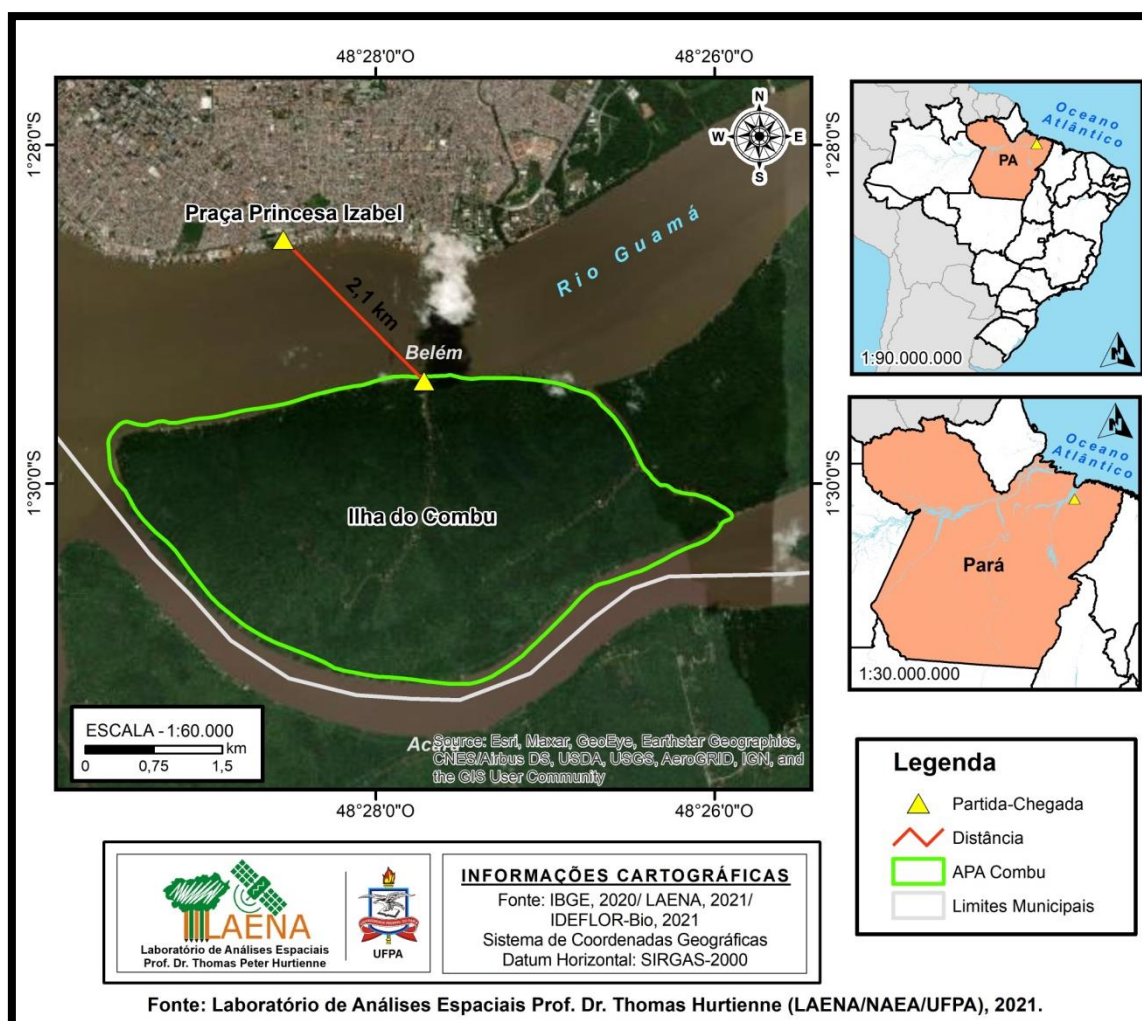 48°28'0"O
48°26'0"O
1°28'0"S
N
W
E
S
Praça Princesa Izabel
Rio Guamá
2,1 km
Belém
1°30'0"S
Ilha do Combu
ESCALA - 1:60.000
km
0 0,75 1,5
Acará
Source: Esri, Maxar, GeoEye, Earthstar Geographics,
CNES/Airbus DS, USDA, USGS, AeroGRID, IGN, and
the GIS User Community
48°28'0"O
48°26'0"O
1°28'0"S
1°30'0"S
Oceano
Atlântico
PA
1:90.000.000
N
Oceano
Atlântico
Pará
1:30.000.000
N
Legenda
Partida-Chegada
Distância
APA Combu
Limites Municipais
LAENA
Laboratório de Análises Espaciais
Prof. Dr. Thomas Peter Hurtienne
UFPA
INFORMAÇÕES CARTOGRÁFICAS
Fonte: IBGE, 2020/ LAENA, 2021/
IDEFLOR-Bio, 2021
Sistema de Coordenadas Geográficas
Datum Horizontal: SIRGAS-2000
Fonte: Laboratório de Análises Espaciais Prof. Dr. Thomas Hurtienne (LAENA/NAEA/UFPA), 2021.